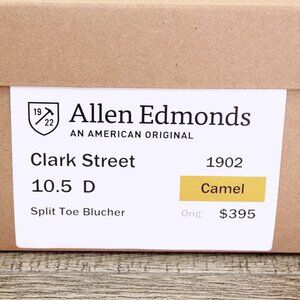 19
22
Allen Edmonds
AN AMERICAN ORIGINAL
Clark Street 1902
10.5 D Camel
Split Toe Blucher Orig: $395